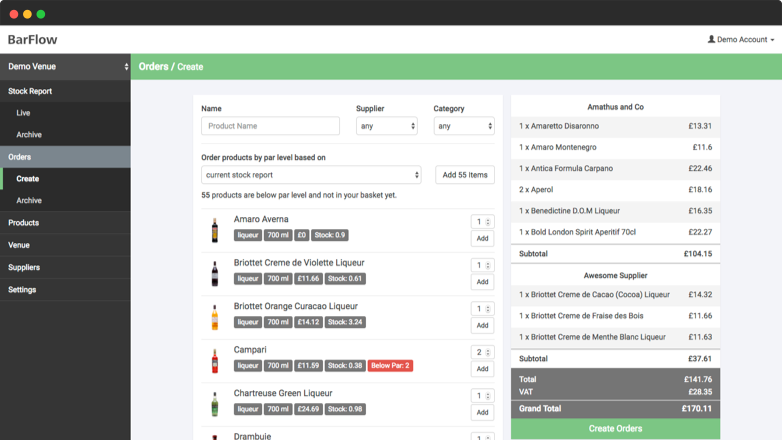 BarFlow
Demo Account
Demo Venue
Orders / Create
Stock Report
Live
Archive
Orders
Create
Archive
Products
Venue
Suppliers
Settings
Name
Supplier
Category
Product Name
any
any
Order products by par level based on
current stock report
Add 55 Items
55 products are below par level and not in your basket yet.
Amaro Averna
1
liqueur 700 ml £0 Stock: 0.9
Add
Briottet Creme de Violette Liqueur
1
liqueur 700 ml £11.66 Stock: 0.61
Add
Briottet Orange Curacao Liqueur
1
liqueur 700 ml £14.12 Stock: 3.24
Add
Campari
2
liqueur 700 ml £11.59 Stock: 0.38 Below Par: 2
Add
Chartreuse Green Liqueur
1
liqueur 700 ml £24.69 Stock: 0.98
Add
Drambuie
1
Amathus and Co
1 x Amaretto Disaronno £13.31
1 x Amaro Montenegro £11.6
1 x Antica Formula Carpano £22.46
2 x Aperol £18.16
1 x Benedictine D.O.M Liqueur £16.35
1 x Bold London Spirit Aperitif 70cl £22.27
Subtotal £104.15
Awesome Supplier
1 x Briottet Creme de Cacao (Cocoa) Liqueur £14.32
1 x Briottet Creme de Fraise des Bois £11.66
1 x Briottet Creme de Menthe Blanc Liqueur £11.63
Subtotal £37.61
Total £141.76
VAT £28.35
Grand Total £170.11
Create Orders